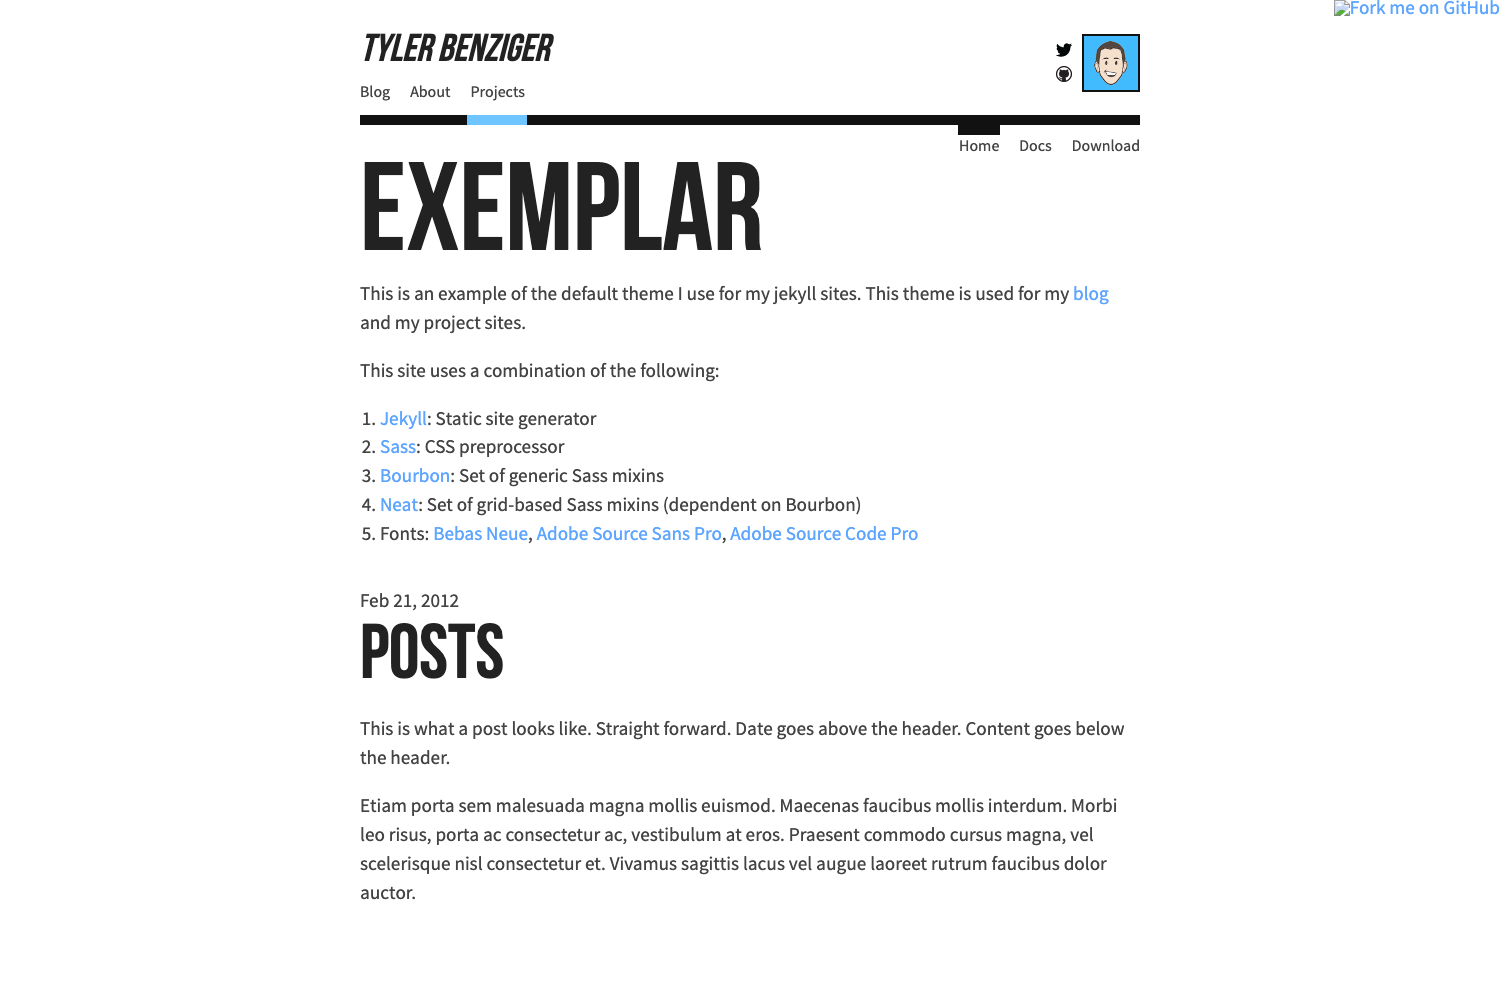 Fork me on GitHub
TYLER BENZIGER
Blog About Projects
Home Docs Download
EXEMPLAR
This is an example of the default theme I use for my jekyll sites. This theme is used for my blog
and my project sites.
This site uses a combination of the following:
1. Jekyll: Static site generator
2. Sass: CSS preprocessor
3. Bourbon: Set of generic Sass mixins
4. Neat: Set of grid-based Sass mixins (dependent on Bourbon)
5. Fonts: Bebas Neue, Adobe Source Sans Pro, Adobe Source Code Pro
Feb 21, 2012
POSTS
This is what a post looks like. Straight forward. Date goes above the header. Content goes below
the header.
Etiam porta sem malesuada magna mollis euismod. Maecenas faucibus mollis interdum. Morbi
leo risus, porta ac consectetur ac, vestibulum at eros. Praesent commodo cursus magna, vel
scelerisque nisl consectetur et. Vivamus sagittis lacus vel augue laoreet rutrum faucibus dolor
auctor.